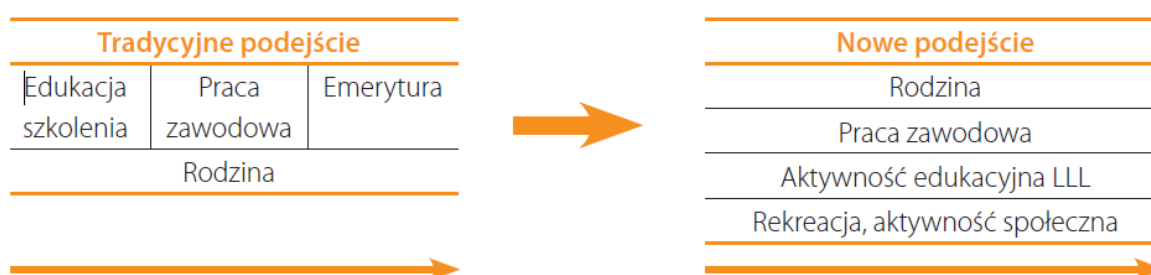 Tradycyjne podejście
Edukacja Praca Emerytura
szkolenia zawodowa
Rodzina
Nowe podejście
Rodzina
Praca zawodowa
Aktywność edukacyjna LLL
Rekreacja, aktywność społeczna